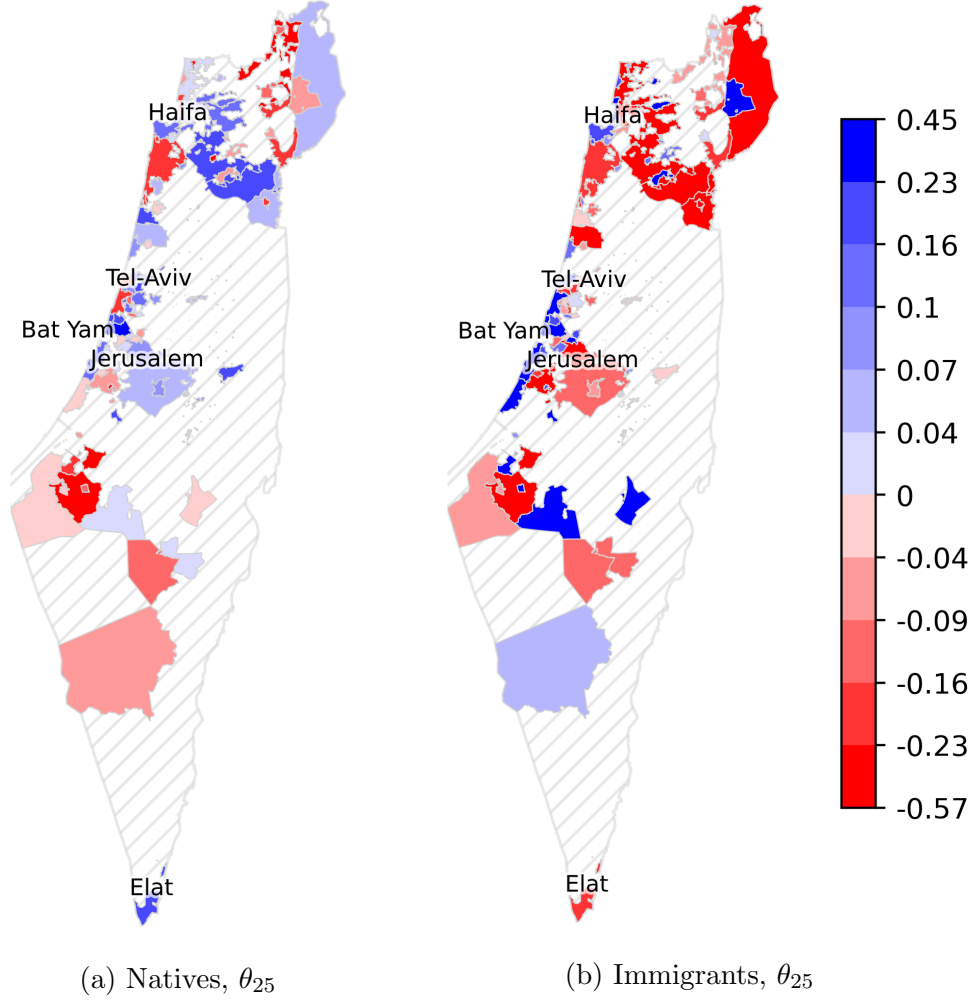 Haifa
Tel-Aviv
Bat Yam
Jerusalem
Elat
Haifa
Tel-Aviv
Bat Yam
Jerusalem
Elat
0.45
0.23
0.16
0.1
0.07
0.04
0
-0.04
-0.09
-0.16
-0.23
-0.57
(a) Natives, θ₂₅
(b) Immigrants, θ₂₅